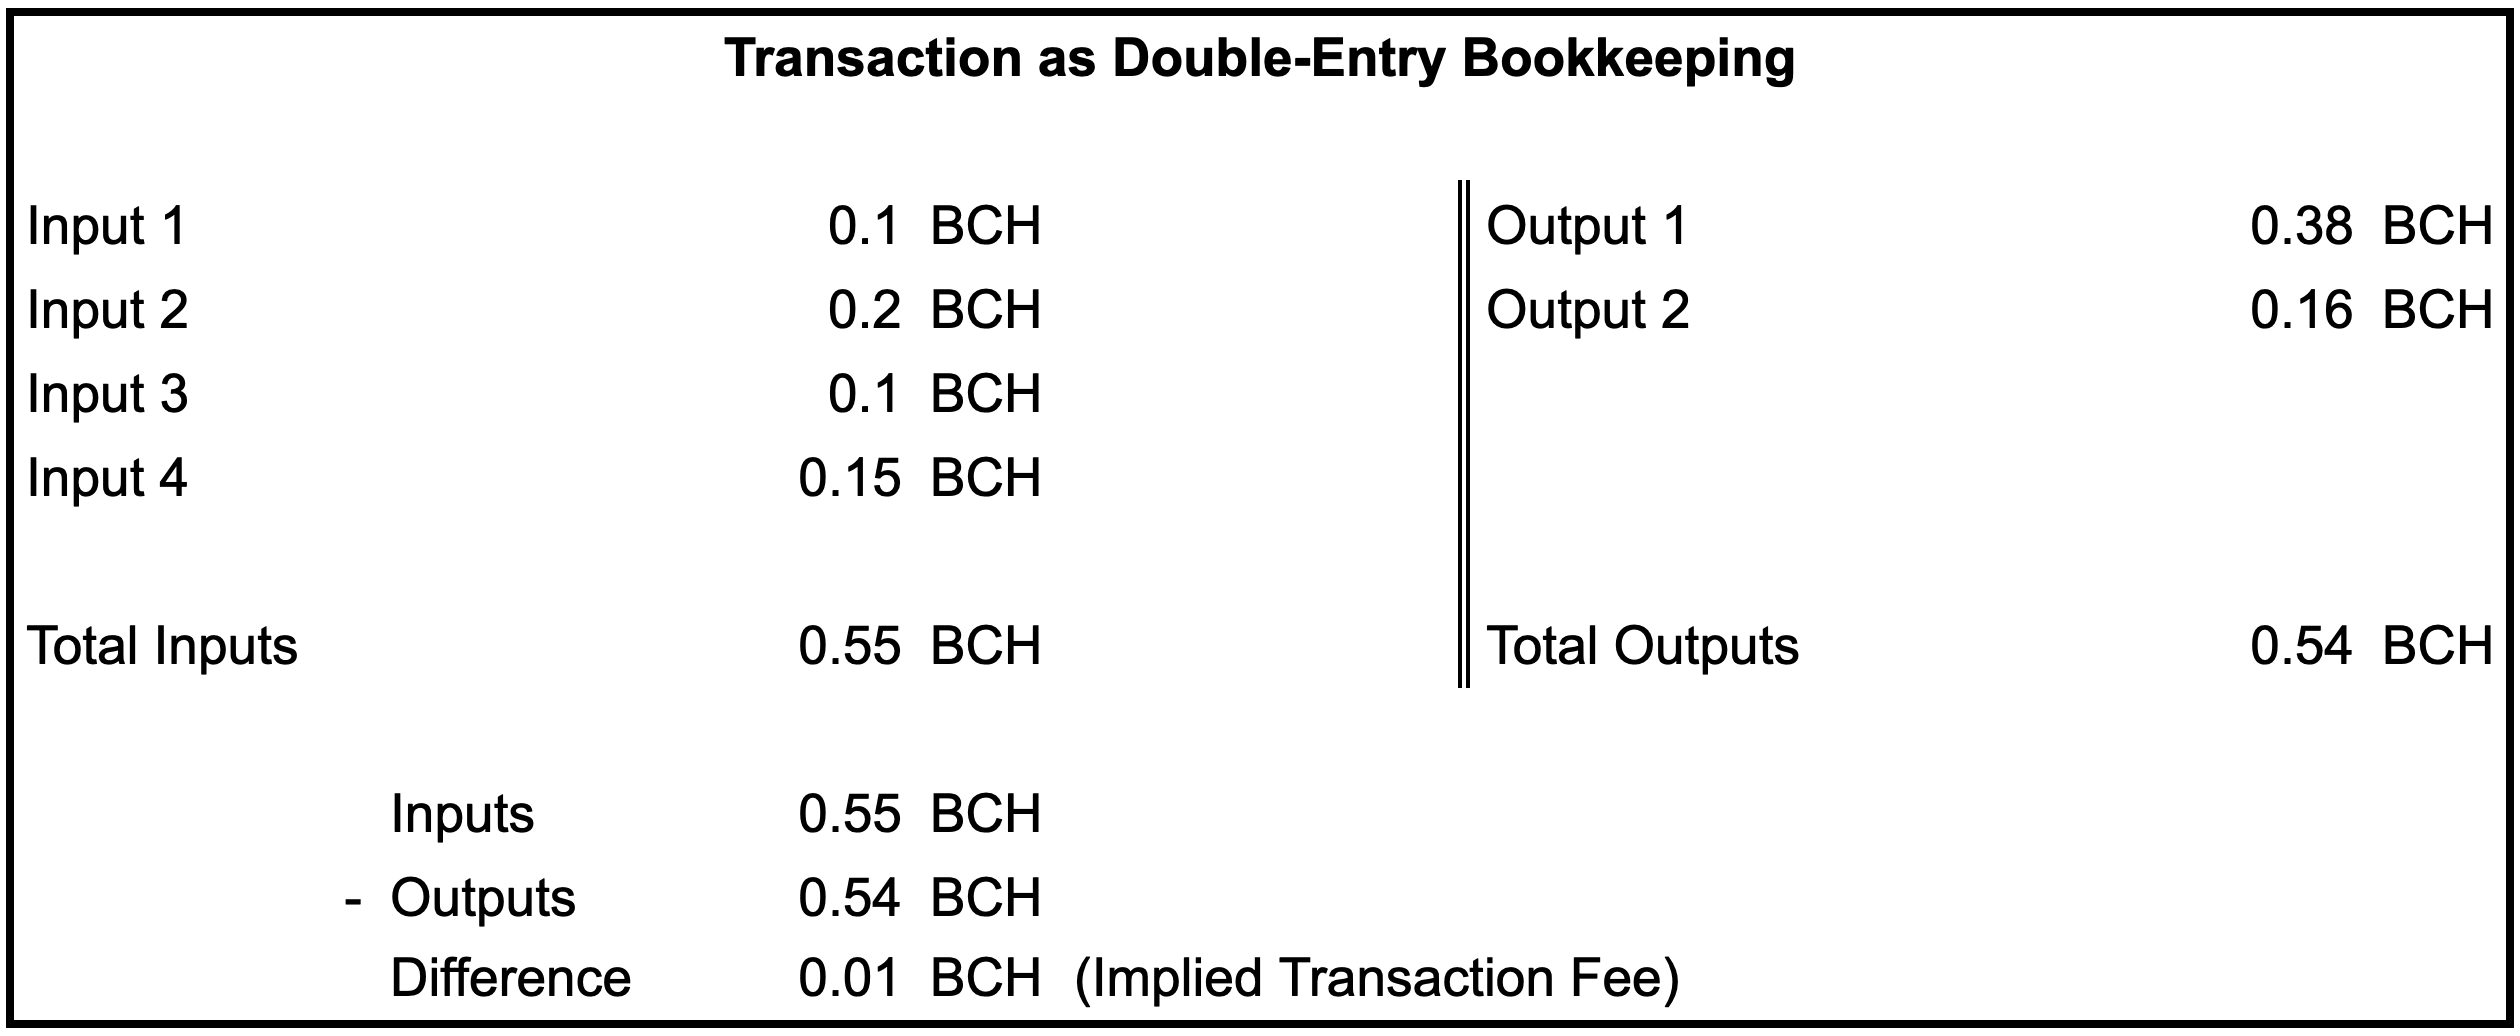 Transaction as Double-Entry Bookkeeping
Input 1 0.1 BCH Output 1 0.38 BCH
Input 2 0.2 BCH Output 2 0.16 BCH
Input 3 0.1 BCH
Input 4 0.15 BCH
Total Inputs 0.55 BCH Total Outputs 0.54 BCH
Inputs 0.55 BCH
- Outputs 0.54 BCH
Difference 0.01 BCH (Implied Transaction Fee)